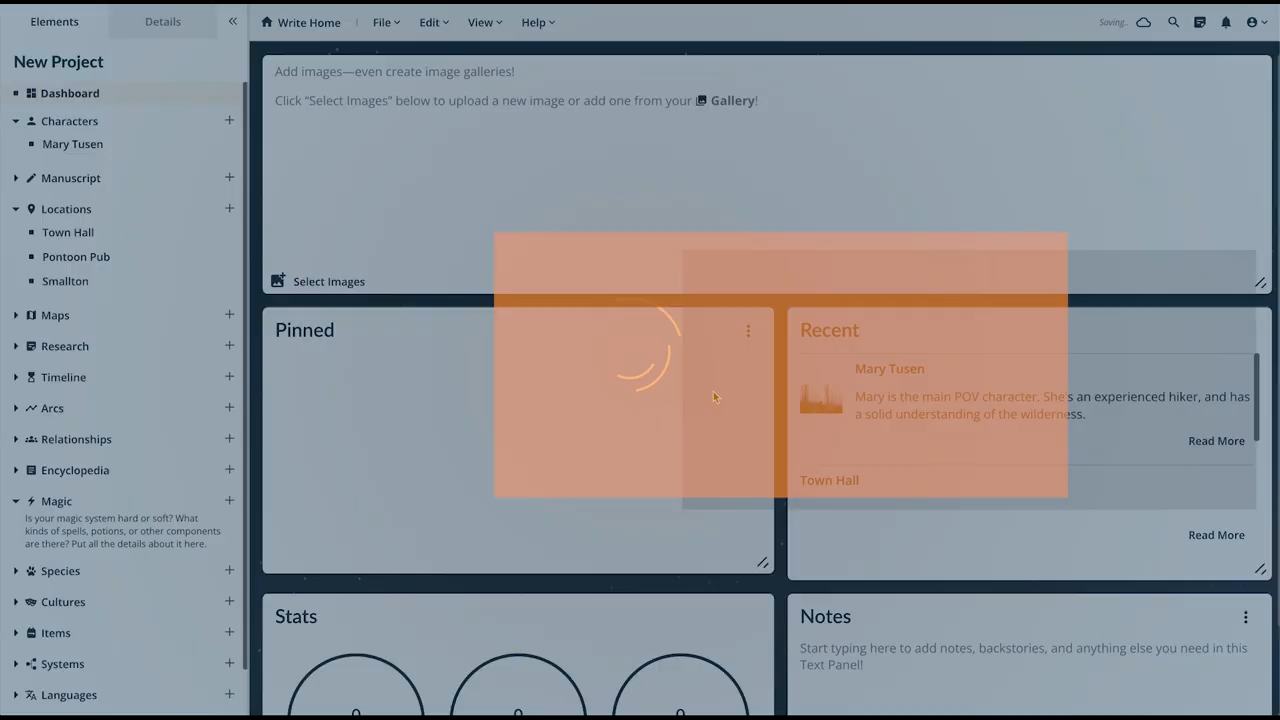 Elements
Details
Write Home
File
Edit
View
Help
Saving..
New Project
Dashboard
Characters
Mary Tusen
Manuscript
Locations
Town Hall
Pontoon Pub
Smallton
Maps
Research
Timeline
Arcs
Relationships
Encyclopedia
Magic
Is your magic system hard or soft? What
kinds of spells, potions, or other components
are there? Put all the details about it here.
Species
Cultures
Items
Systems
Languages
Add images—even create image galleries!
Click “Select Images” below to upload a new image or add one from your Gallery!
Select Images
Pinned
Recent
Mary Tusen
Mary is the main POV character. She's an experienced hiker, and has
a solid understanding of the wilderness.
Read More
Town Hall
Read More
Stats
0
0
0
Notes
Start typing here to add notes, backstories, and anything else you need in this
Text Panel!